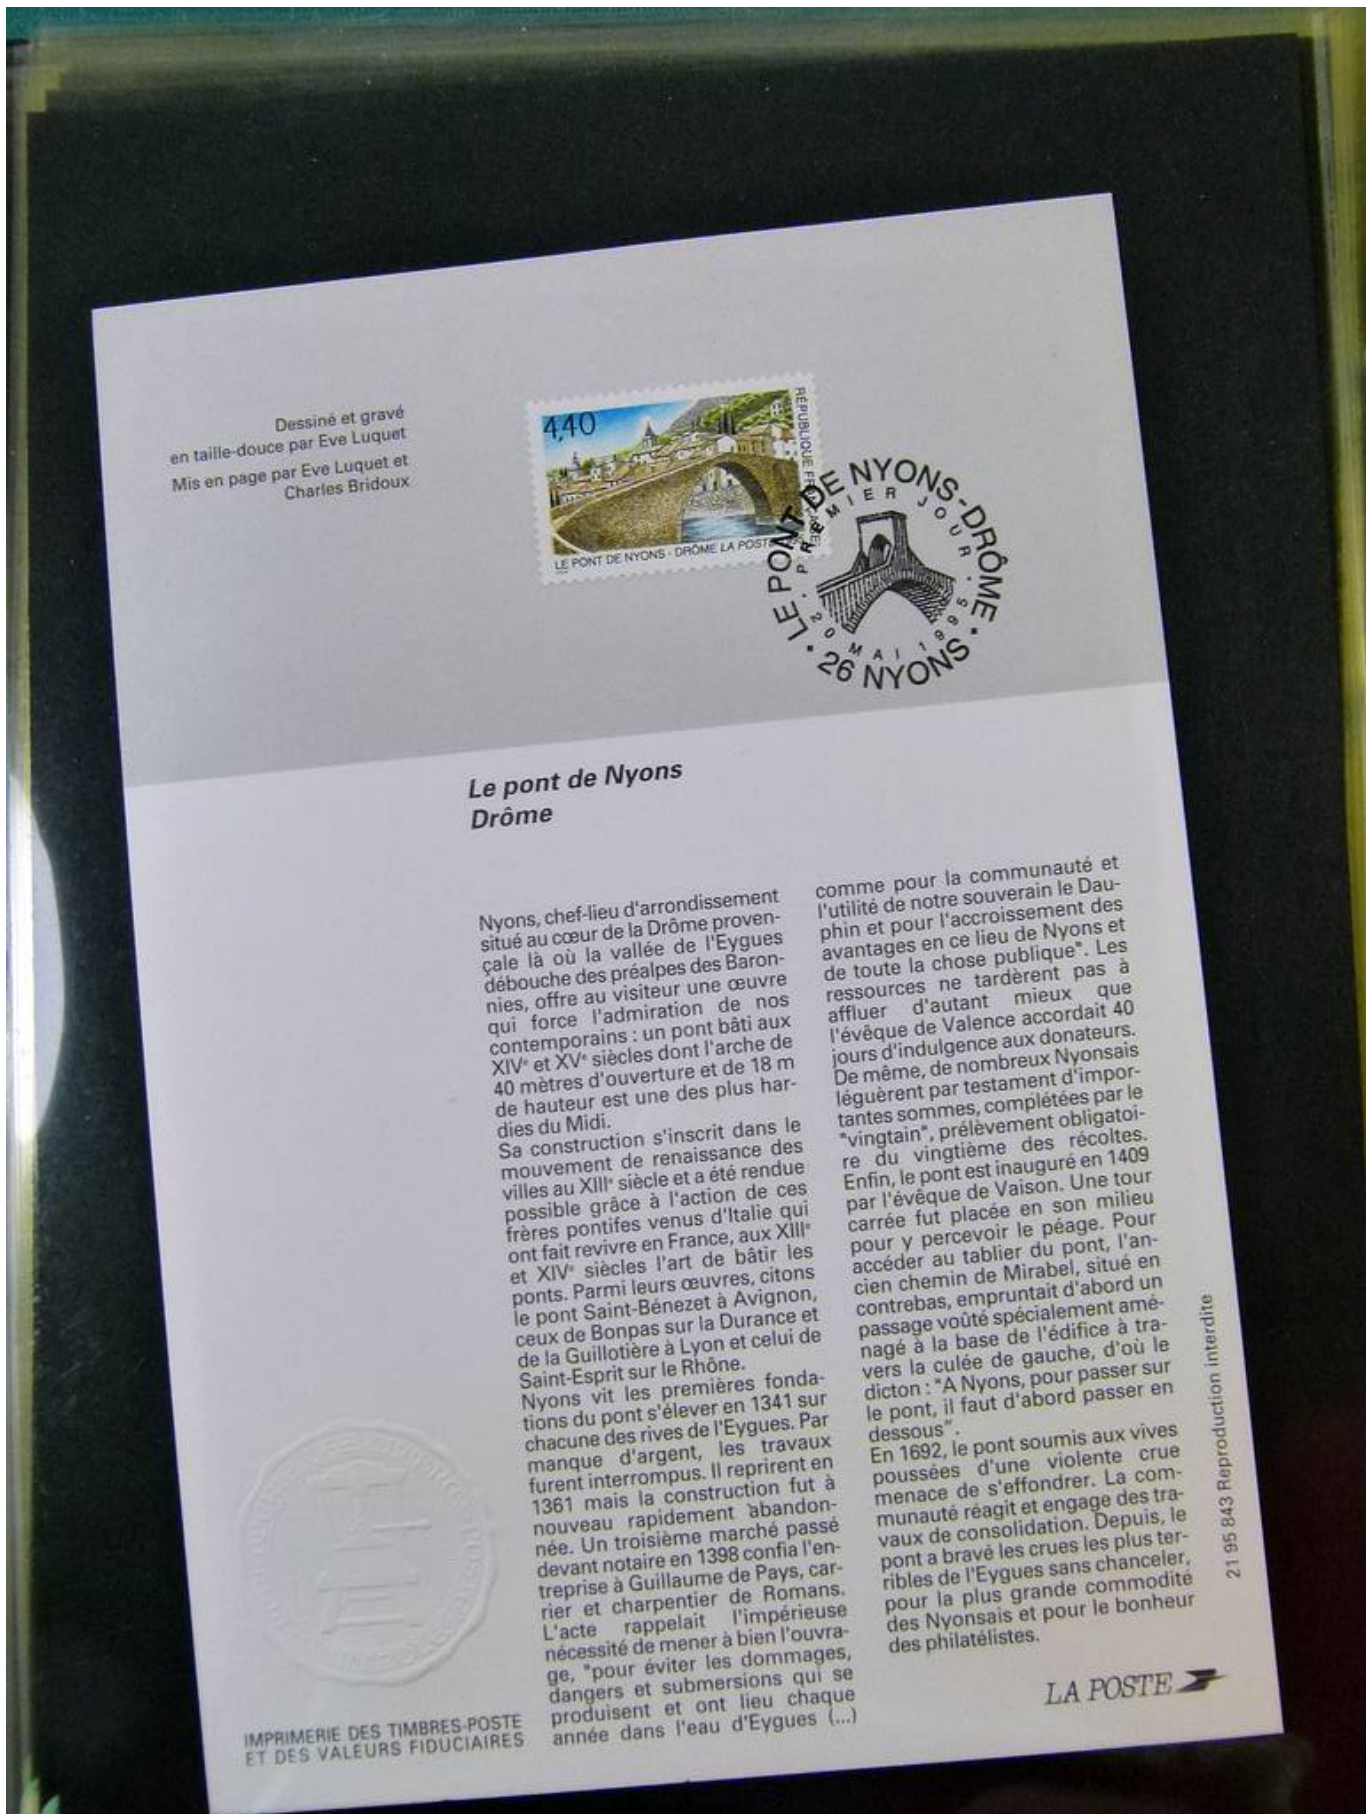 Dessiné et gravé
en taille-douce par Eve Luquet
Mis en page par Eve Luquet et
Charles Bridoux
4,40
RÉPUBLIQUE
LE PONT DE NYONS - DRÔME LA POSTE
LE PONT DE NYONS-DRÔME
PREMIER JOUR
20 MAI 1995
26 NYONS
Le pont de Nyons
Drôme
Nyons, chef-lieu d'arrondissement
situé au cœur de la Drôme proven-
çale là où la vallée de l'Eygues
débouche des préalpes des Baron-
nies, offre au visiteur une œuvre
qui force l'admiration de nos
contemporains : un pont bâti aux
XIVe et XVe siècles dont l'arche de
40 mètres d'ouverture et de 18 m
de hauteur est une des plus har-
dies du Midi.
Sa construction s'inscrit dans le
mouvement de renaissance des
villes au XIIIe siècle et a été rendue
possible grâce à l'action de ces
frères pontifes venus d'Italie qui
ont fait revivre en France, aux XIIIe
et XIVe siècles l'art de bâtir les
ponts. Parmi leurs œuvres, citons
le pont Saint-Bénezet à Avignon,
ceux de Bonpas sur la Durance et
de la Guillotière à Lyon et celui de
Saint-Esprit sur le Rhône.
Nyons vit les premières fonda-
tions du pont s'élever en 1341 sur
chacune des rives de l'Eygues. Par
manque d'argent, les travaux
furent interrompus. Il reprirent en
1361 mais la construction fut à
nouveau rapidement abandon-
née. Un troisième marché passé
devant notaire en 1398 confia l'en-
treprise à Guillaume de Pays, car-
rier et charpentier de Romans.
L'acte rappelait l'impérieuse
nécessité de mener à bien l'ouvra-
ge, "pour éviter les dommages,
dangers et submersions qui se
produisent et ont lieu chaque
année dans l'eau d'Eygues (...)
comme pour la communauté et
l'utilité de notre souverain le Dau-
phin et pour l'accroissement des
avantages en ce lieu de Nyons et
de toute la chose publique". Les
ressources ne tardèrent pas à
affluer d'autant mieux que
l'évêque de Valence accordait 40
jours d'indulgence aux donateurs.
De même, de nombreux Nyonsais
léguèrent par testament d'impor-
tantes sommes, complétées par le
"vingtain", prélèvement obligatoi-
re du vingtième des récoltes.
Enfin, le pont est inauguré en 1409
par l'évêque de Vaison. Une tour
carrée fut placée en son milieu
pour y percevoir le péage. Pour
accéder au tablier du pont, l'an-
cien chemin de Mirabel, situé en
contrebas, empruntait d'abord un
passage voûté spécialement amé-
nagé à la base de l'édifice à tra-
vers la culée de gauche, d'où le
dicton : "A Nyons, pour passer sur
le pont, il faut d'abord passer en
dessous".
En 1692, le pont soumis aux vives
poussées d'une violente crue
menace de s'effondrer. La com-
munauté réagit et engage des tra-
vaux de consolidation. Depuis, le
pont a bravé les crues les plus ter-
ribles de l'Eygues sans chanceler,
pour la plus grande commodité
des Nyonsais et pour le bonheur
des philatélistes.
21 95 843 Reproduction interdite
LA POSTE
IMPRIMERIE DES TIMBRES-POSTE
ET DES VALEURS FIDUCIAIRES